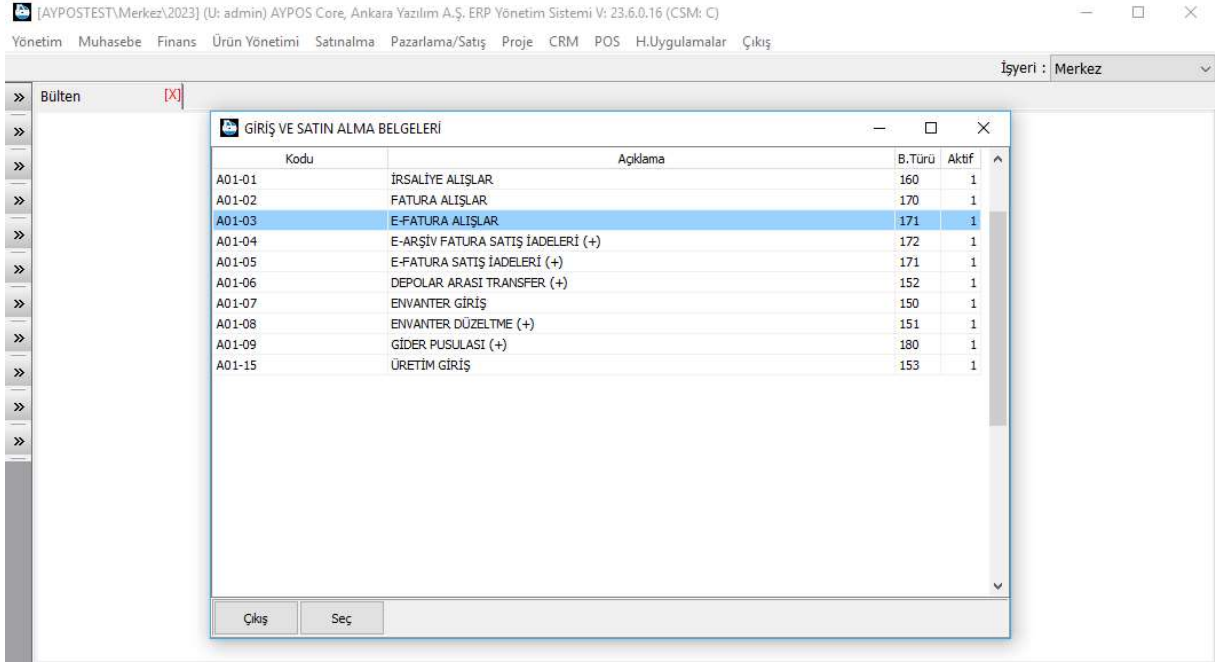 [AYPOSTEST\Merkez\2023] (U: admin) AYPOS Core, Ankara Yazılım A.Ş. ERP Yönetim Sistemi V: 23.6.0.16 (CSM: C)
Yönetim Muhasebe Finans Ürün Yönetimi Satınalma Pazarlama/Satış Proje CRM POS H.Uygulamalar Çıkış
İşyeri : Merkez
Bülten [X]
GİRİŞ VE SATIN ALMA BELGELERİ
Kodu Açıklama B.Türü Aktif
A01-01 İRSALİYE ALIŞLAR 160 1
A01-02 FATURA ALIŞLAR 170 1
A01-03 E-FATURA ALIŞLAR 171 1
A01-04 E-ARŞİV FATURA SATIŞ İADELERİ (+) 172 1
A01-05 E-FATURA SATIŞ İADELERİ (+) 171 1
A01-06 DEPOLAR ARASI TRANSFER (+) 152 1
A01-07 ENVANTER GİRİŞ 150 1
A01-08 ENVANTER DÜZELTME (+) 151 1
A01-09 GİDER PUSULASI (+) 180 1
A01-15 ÜRETİM GİRİŞ 153 1
Çıkış Seç